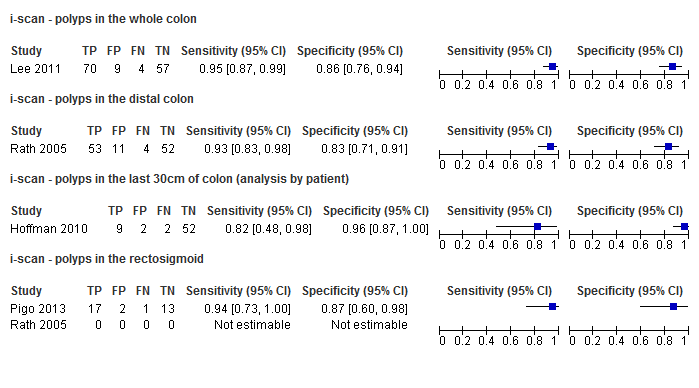 i-scan - polyps in the whole colon
Study TP FP FN TN Sensitivity (95% CI) Specificity (95% CI) Sensitivity (95% CI) Specificity (95% CI)
Lee 2011 70 9 4 57 0.95 [0.87, 0.99] 0.86 [0.76, 0.94]
0 0.2 0.4 0.6 0.8 1 0 0.2 0.4 0.6 0.8 1
i-scan - polyps in the distal colon
Study TP FP FN TN Sensitivity (95% CI) Specificity (95% CI) Sensitivity (95% CI) Specificity (95% CI)
Rath 2005 53 11 4 52 0.93 [0.83, 0.98] 0.83 [0.71, 0.91]
0 0.2 0.4 0.6 0.8 1 0 0.2 0.4 0.6 0.8 1
i-scan - polyps in the last 30cm of colon (analysis by patient)
Study TP FP FN TN Sensitivity (95% CI) Specificity (95% CI) Sensitivity (95% CI) Specificity (95% CI)
Hoffman 2010 9 2 2 52 0.82 [0.48, 0.98] 0.96 [0.87, 1.00]
0 0.2 0.4 0.6 0.8 1 0 0.2 0.4 0.6 0.8 1
i-scan - polyps in the rectosigmoid
Study TP FP FN TN Sensitivity (95% CI) Specificity (95% CI) Sensitivity (95% CI) Specificity (95% CI)
Pigo 2013 17 2 1 13 0.94 [0.73, 1.00] 0.87 [0.60, 0.98]
Rath 2005 0 0 0 0 Not estimable Not estimable
0 0.2 0.4 0.6 0.8 1 0 0.2 0.4 0.6 0.8 1